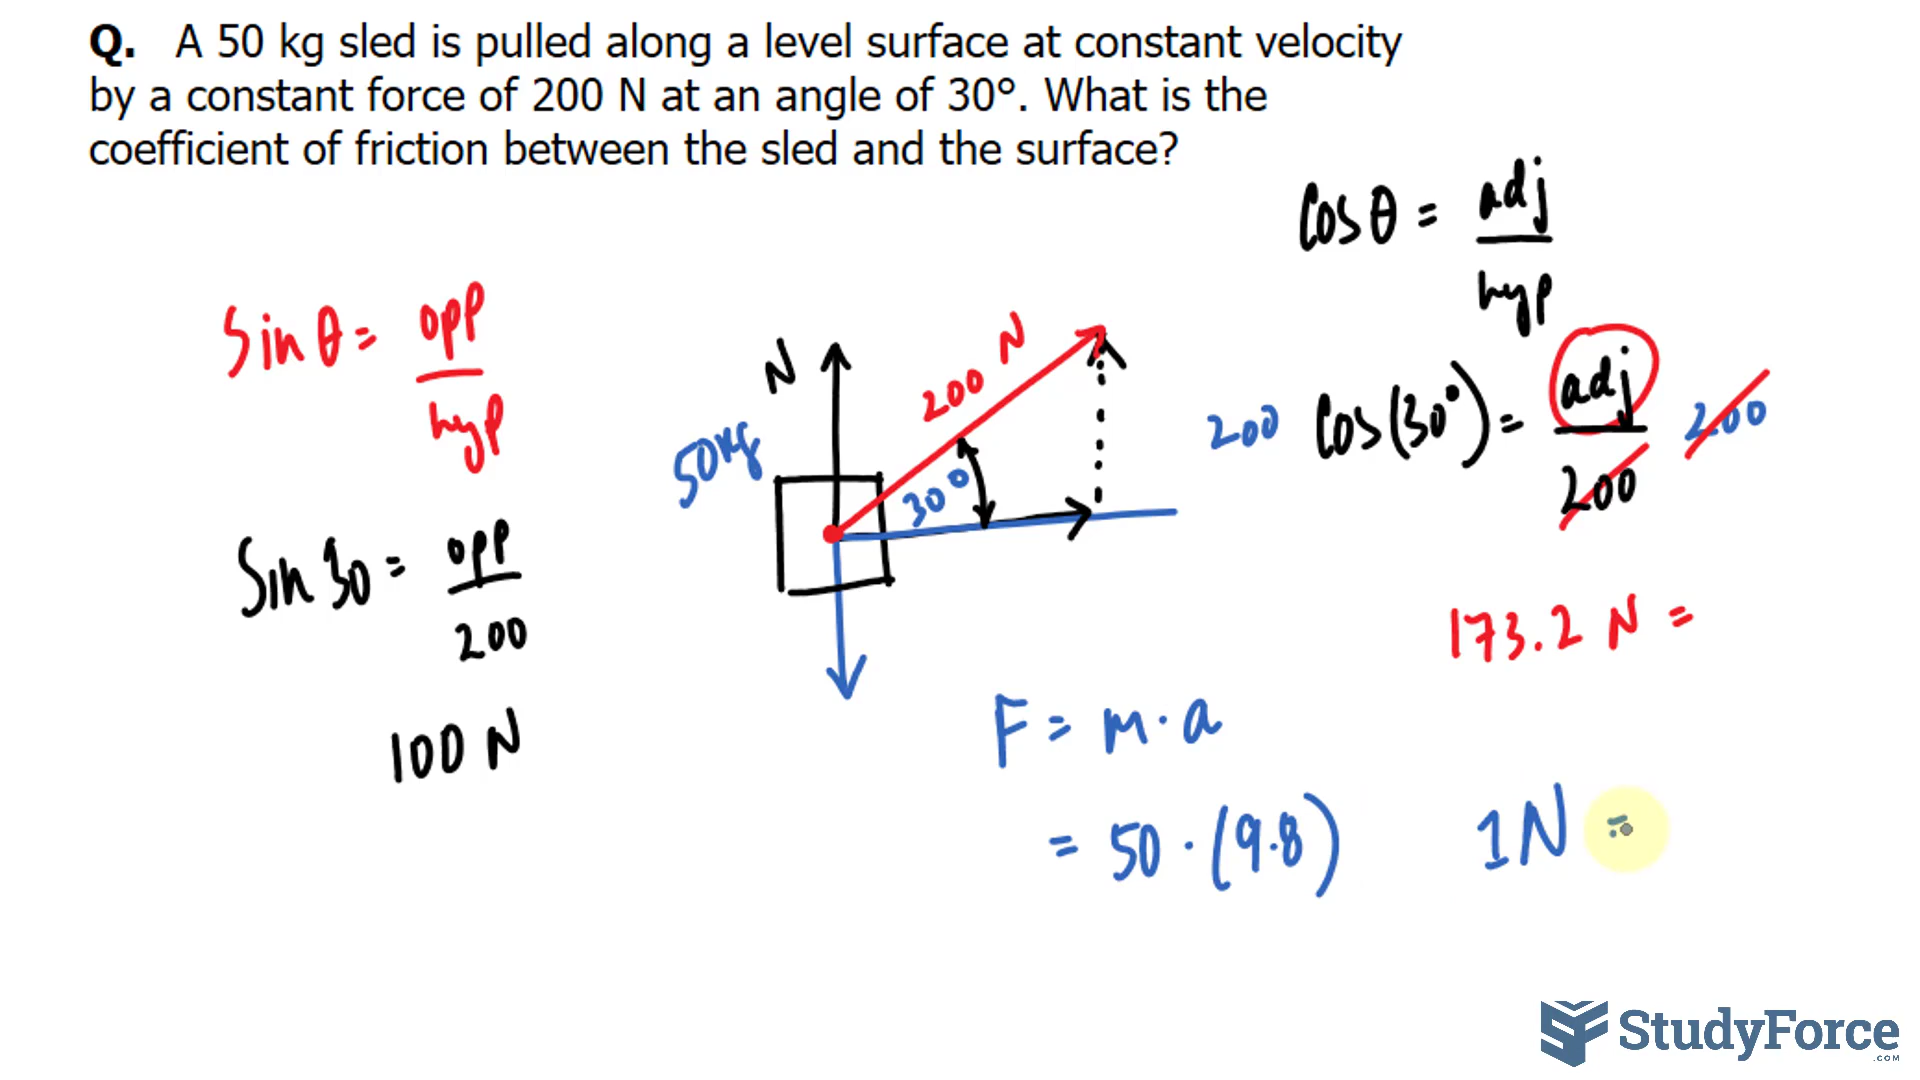 Q. A 50 kg sled is pulled along a level surface at constant velocity
by a constant force of 200 N at an angle of 30°. What is the
coefficient of friction between the sled and the surface?
Cos θ = adj / hyp
Sin θ = opp / hyp
N
200 N
50 kg
30°
200 Cos(30°) = adj / 200 200
Sin 30 = opp / 200
173.2 N =
100 N
F = m · a
= 50 · (9.8)
1N =
StudyForce
.COM